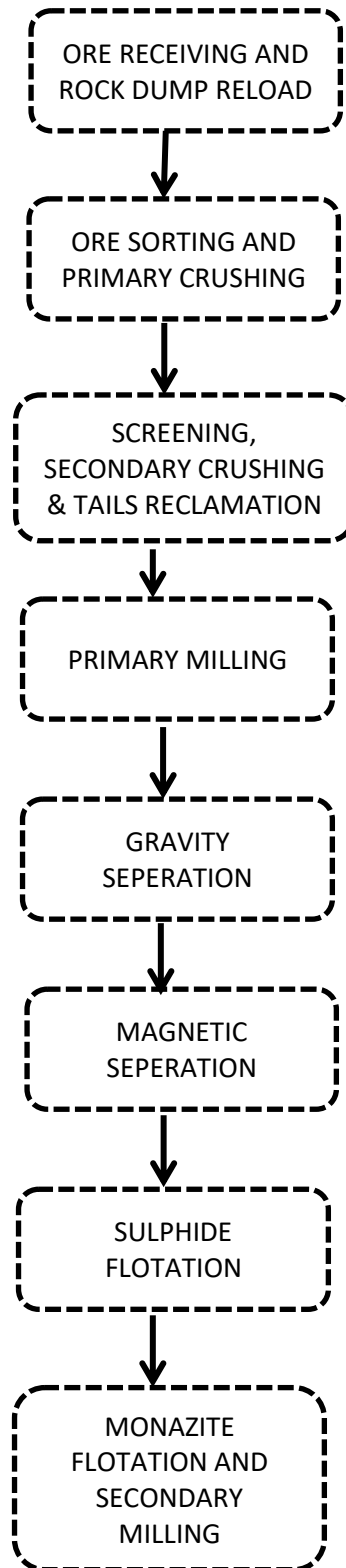 ORE RECEIVING AND
ROCK DUMP RELOAD
ORE SORTING AND
PRIMARY CRUSHING
SCREENING,
SECONDARY CRUSHING
& TAILS RECLAMATION
PRIMARY MILLING
GRAVITY
SEPERATION
MAGNETIC
SEPERATION
SULPHIDE
FLOTATION
MONAZITE
FLOTATION AND
SECONDARY
MILLING